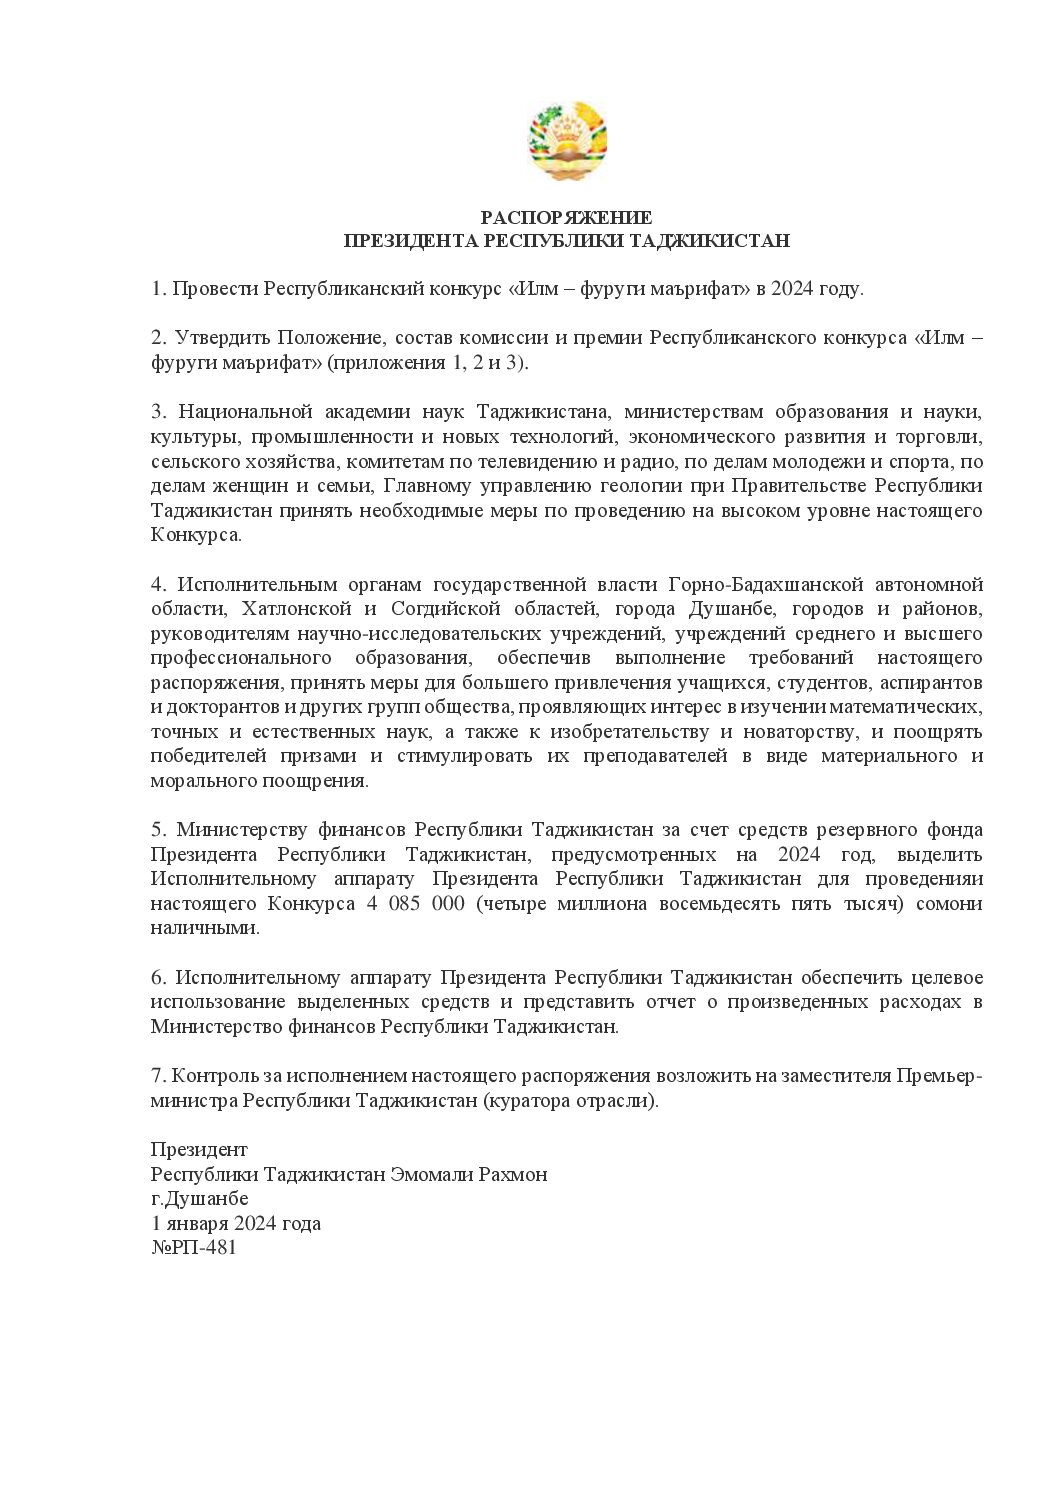 РАСПОРЯЖЕНИЕ
ПРЕЗИДЕНТА РЕСПУБЛИКИ ТАДЖИКИСТАН
1. Провести Республиканский конкурс «Илм – фуруги маърифат» в 2024 году.
2. Утвердить Положение, состав комиссии и премии Республиканского конкурса «Илм –
фуруги маърифат» (приложения 1, 2 и 3).
3. Национальной академии наук Таджикистана, министерствам образования и науки,
культуры, промышленности и новых технологий, экономического развития и торговли,
сельского хозяйства, комитетам по телевидению и радио, по делам молодежи и спорта, по
делам женщин и семьи, Главному управлению геологии при Правительстве Республики
Таджикистан принять необходимые меры по проведению на высоком уровне настоящего
Конкурса.
4. Исполнительным органам государственной власти Горно-Бадахшанской автономной
области, Хатлонской и Согдийской областей, города Душанбе, городов и районов,
руководителям научно-исследовательских учреждений, учреждений среднего и высшего
профессионального образования, обеспечив выполнение требований настоящего
распоряжения, принять меры для большего привлечения учащихся, студентов, аспирантов
и докторантов и других групп общества, проявляющих интерес в изучении математических,
точных и естественных наук, а также к изобретательству и новаторству, и поощрять
победителей призами и стимулировать их преподавателей в виде материального и
морального поощрения.
5. Министерству финансов Республики Таджикистан за счет средств резервного фонда
Президента Республики Таджикистан, предусмотренных на 2024 год, выделить
Исполнительному аппарату Президента Республики Таджикистан для проведенияи
настоящего Конкурса 4 085 000 (четыре миллиона восемьдесять пять тысяч) сомони
наличными.
6. Исполнительному аппарату Президента Республики Таджикистан обеспечить целевое
использование выделенных средств и представить отчет о произведенных расходах в
Министерство финансов Республики Таджикистан.
7. Контроль за исполнением настоящего распоряжения возложить на заместителя Премьер-
министра Республики Таджикистан (куратора отрасли).
Президент
Республики Таджикистан Эмомали Рахмон
г.Душанбе
1 января 2024 года
№РП-481